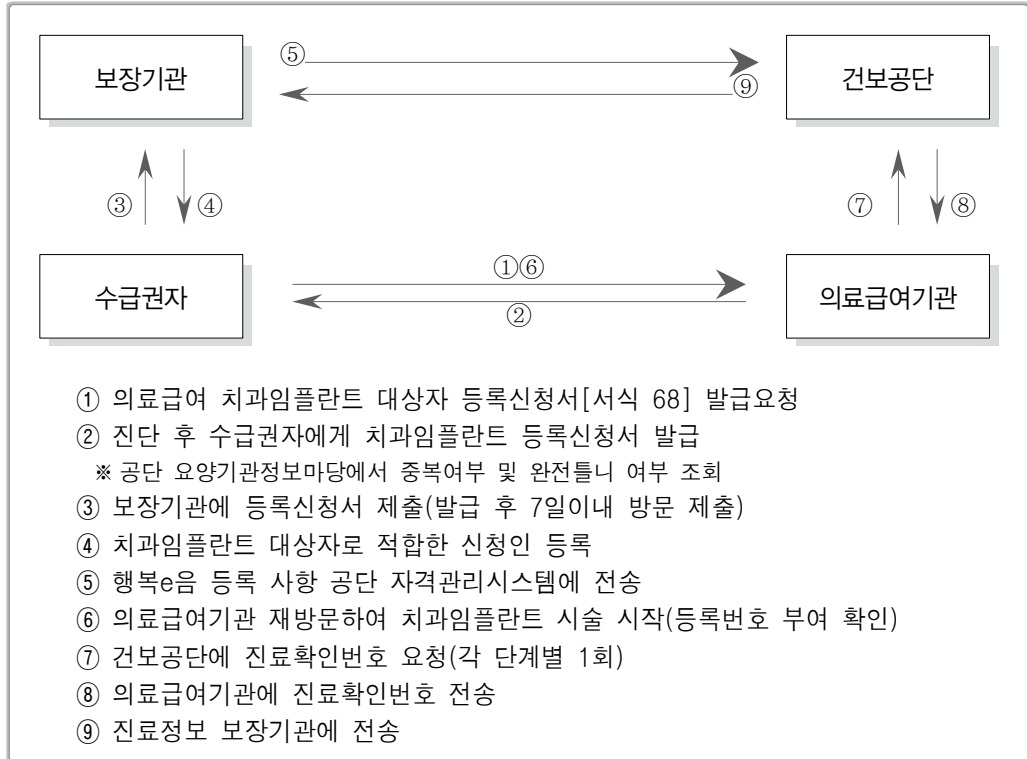 보장기관
⑤
⑨
건보공단
③
④
⑦
⑧
수급권자
①⑥
②
의료급여기관
① 의료급여 치과임플란트 대상자 등록신청서[서식 68] 발급요청
② 진단 후 수급권자에게 치과임플란트 등록신청서 발급
※ 공단 요양기관정보마당에서 중복여부 및 완전틀니 여부 조회
③ 보장기관에 등록신청서 제출(발급 후 7일이내 방문 제출)
④ 치과임플란트 대상자로 적합한 신청인 등록
⑤ 행복e음 등록 사항 공단 자격관리시스템에 전송
⑥ 의료급여기관 재방문하여 치과임플란트 시술 시작(등록번호 부여 확인)
⑦ 건보공단에 진료확인번호 요청(각 단계별 1회)
⑧ 의료급여기관에 진료확인번호 전송
⑨ 진료정보 보장기관에 전송